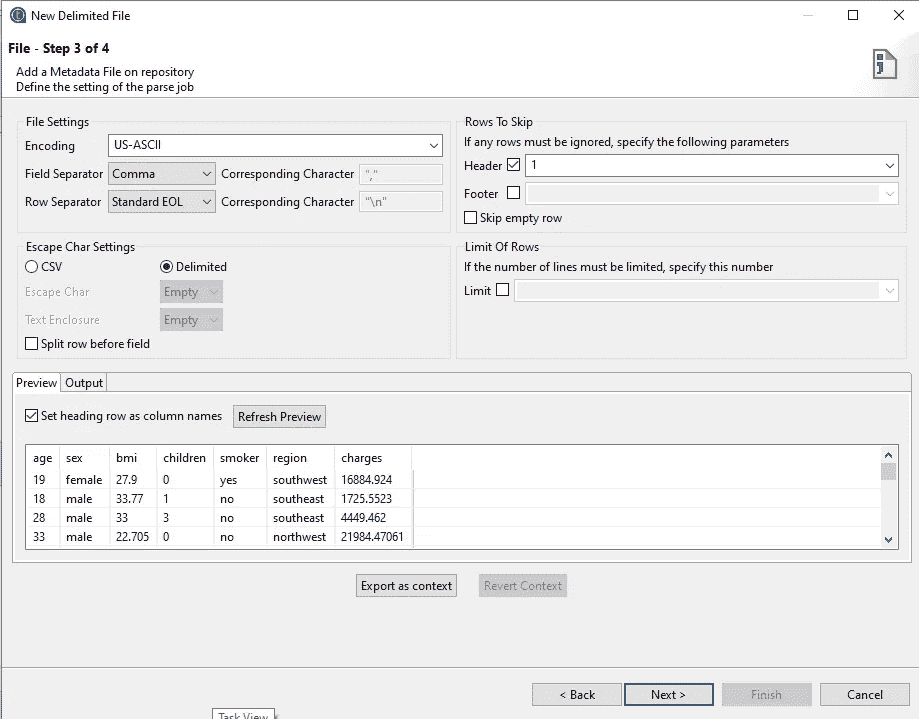 New Delimited File
File - Step 3 of 4
Add a Metadata File on repository
Define the setting of the parse job
File Settings
Encoding US-ASCII
Field Separator Comma Corresponding Character ","
Row Separator Standard EOL Corresponding Character "\n"
Rows To Skip
If any rows must be ignored, specify the following parameters
Header 1
Footer
Skip empty row
Escape Char Settings
CSV Delimited
Escape Char Empty
Text Enclosure Empty
Split row before field
Limit Of Rows
If the number of lines must be limited, specify this number
Limit
Preview Output
Set heading row as column names Refresh Preview
age sex bmi children smoker region charges
19 female 27.9 0 yes southwest 16884.924
18 male 33.77 1 no southeast 1725.5523
28 male 33 3 no southeast 4449.462
33 male 22.705 0 no northwest 21984.47061
Export as context Revert Context
< Back Next > Finish Cancel
Task View